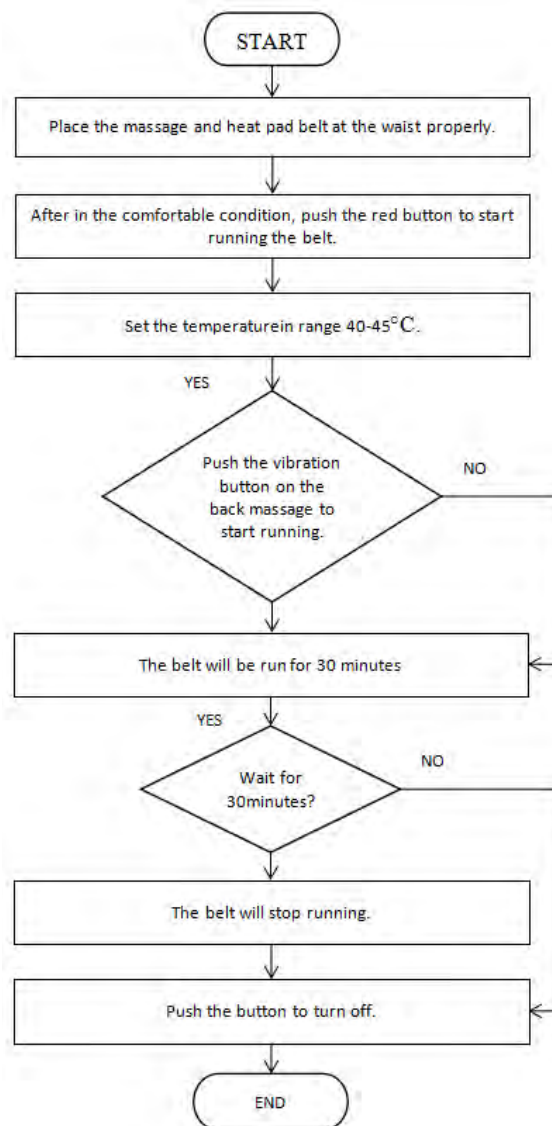 START
Place the massage and heat pad belt at the waist properly.
After in the comfortable condition, push the red button to start
running the belt.
Set the temperaturein range 40-45°C.
YES
Push the vibration
button on the
back massage to
start running.
NO
The belt will be run for 30 minutes
YES
Wait for
30minutes?
NO
The belt will stop running.
Push the button to turn off.
END